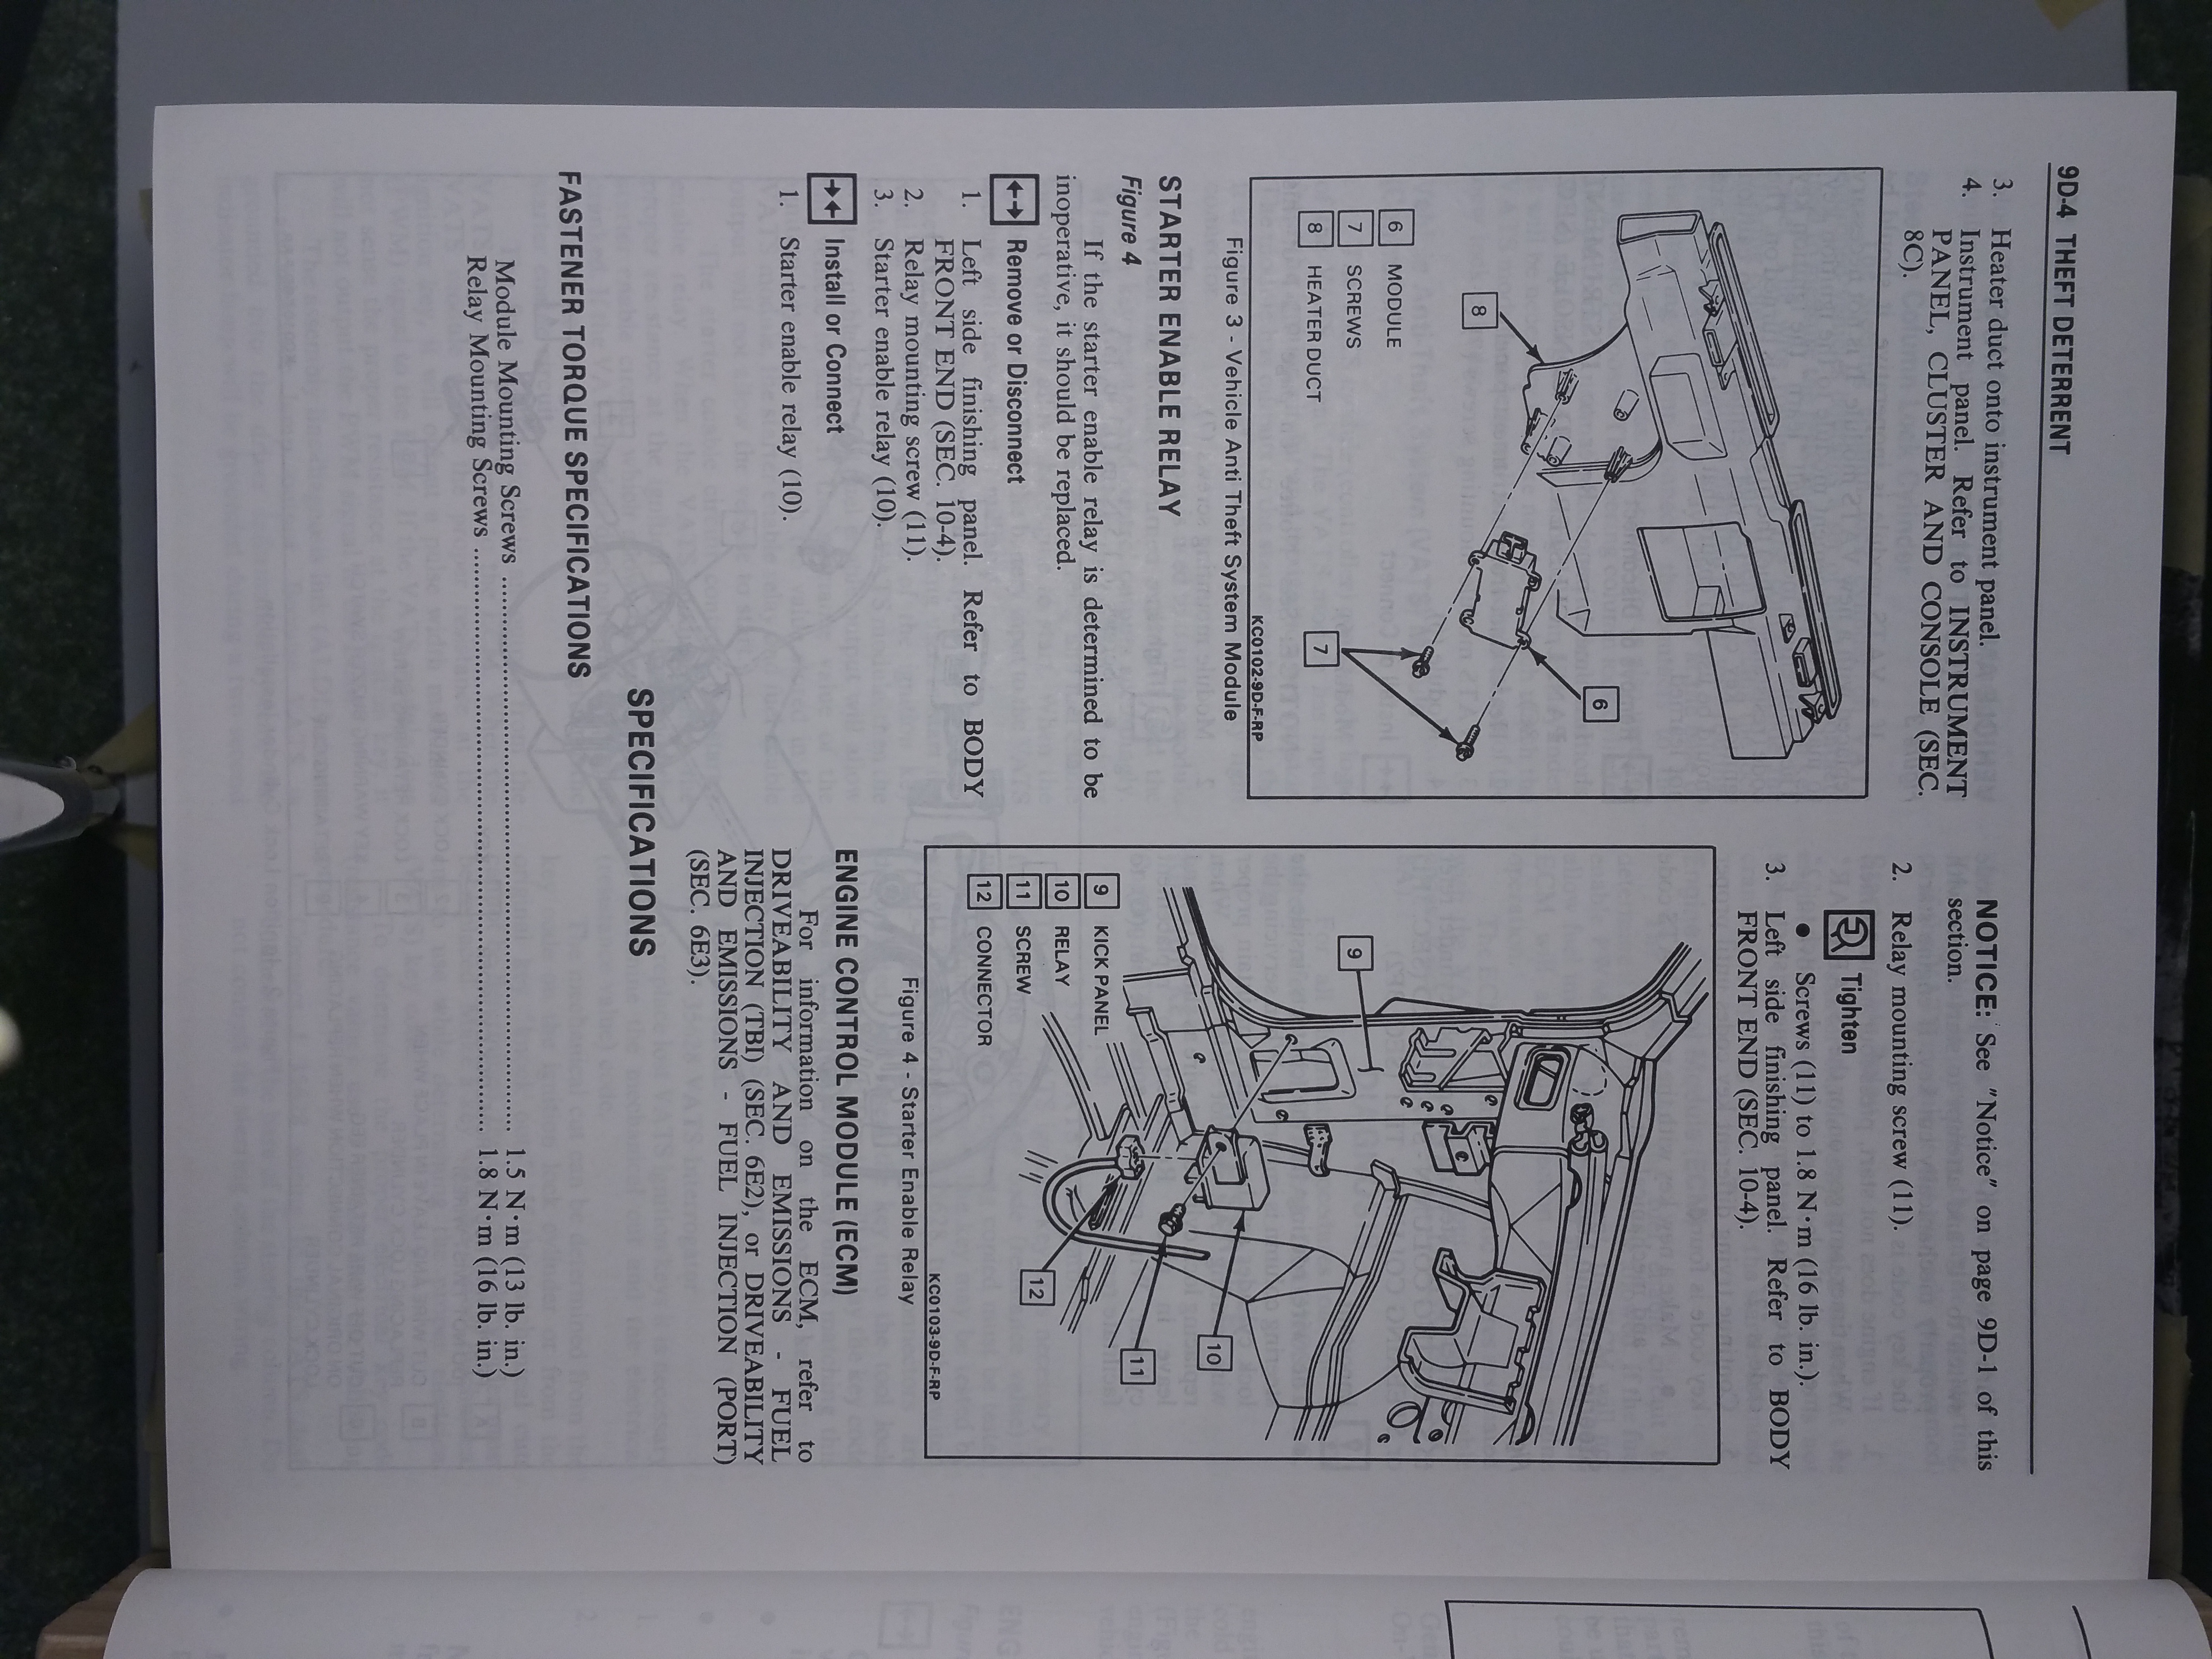 9D-4 THEFT DETERRENT
3. Heater duct onto instrument panel.
4. Instrument panel. Refer to INSTRUMENT
PANEL, CLUSTER AND CONSOLE (SEC.
8C).
8
6
7
6 MODULE
7 SCREWS
8 HEATER DUCT
KC0102-9D-F-RP
Figure 3 - Vehicle Anti Theft System Module
STARTER ENABLE RELAY
Figure 4
If the starter enable relay is determined to be
inoperative, it should be replaced.
Remove or Disconnect
1. Left side finishing panel. Refer to BODY
FRONT END (SEC. 10-4).
2. Relay mounting screw (11).
3. Starter enable relay (10).
Install or Connect
1. Starter enable relay (10).
NOTICE: See "Notice" on page 9D-1 of this
section.
2. Relay mounting screw (11).
Tighten
● Screws (11) to 1.8 N·m (16 lb. in.).
3. Left side finishing panel. Refer to BODY
FRONT END (SEC. 10-4).
9
10
11
12
9 KICK PANEL
10 RELAY
11 SCREW
12 CONNECTOR
KC0103-9D-F-RP
Figure 4 - Starter Enable Relay
ENGINE CONTROL MODULE (ECM)
For information on the ECM, refer to
DRIVEABILITY AND EMISSIONS - FUEL
INJECTION (TBI) (SEC. 6E2), or DRIVEABILITY
AND EMISSIONS - FUEL INJECTION (PORT)
(SEC. 6E3).
SPECIFICATIONS
FASTENER TORQUE SPECIFICATIONS
Module Mounting Screws ........ 1.5 N·m (13 lb. in.)
Relay Mounting Screws ........ 1.8 N·m (16 lb. in.)